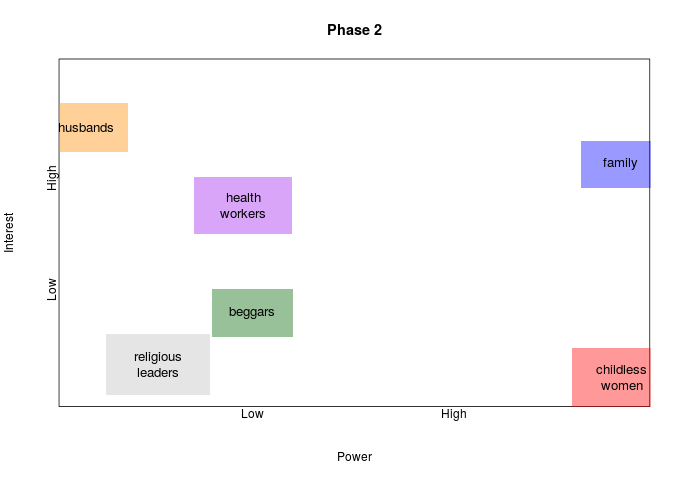 Phase 2
husbands
family
High
health
workers
Interest
Low
beggars
religious
leaders
childless
women
Low
High
Power